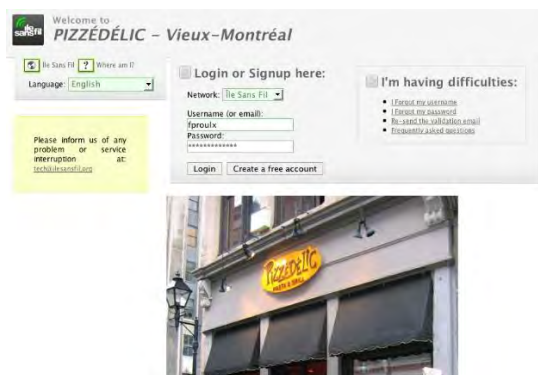 sans fil
Welcome to
PIZZÉDÉLIC – Vieux-Montréal
Ile Sans Fil ? Where am I?
Language: English
Please inform us of any
problem or service
interruption at:
tech@ilesansfil.org
Login or Signup here:
Network: Île Sans Fil
Username (or email):
fproulx
Password:
*************
Login Create a free account
I'm having difficulties:
I Forgot my username
I Forgot my password
Re-send the validation email
Frequently asked questions
PIZZÉDÉLIC
PASTA & GRILL